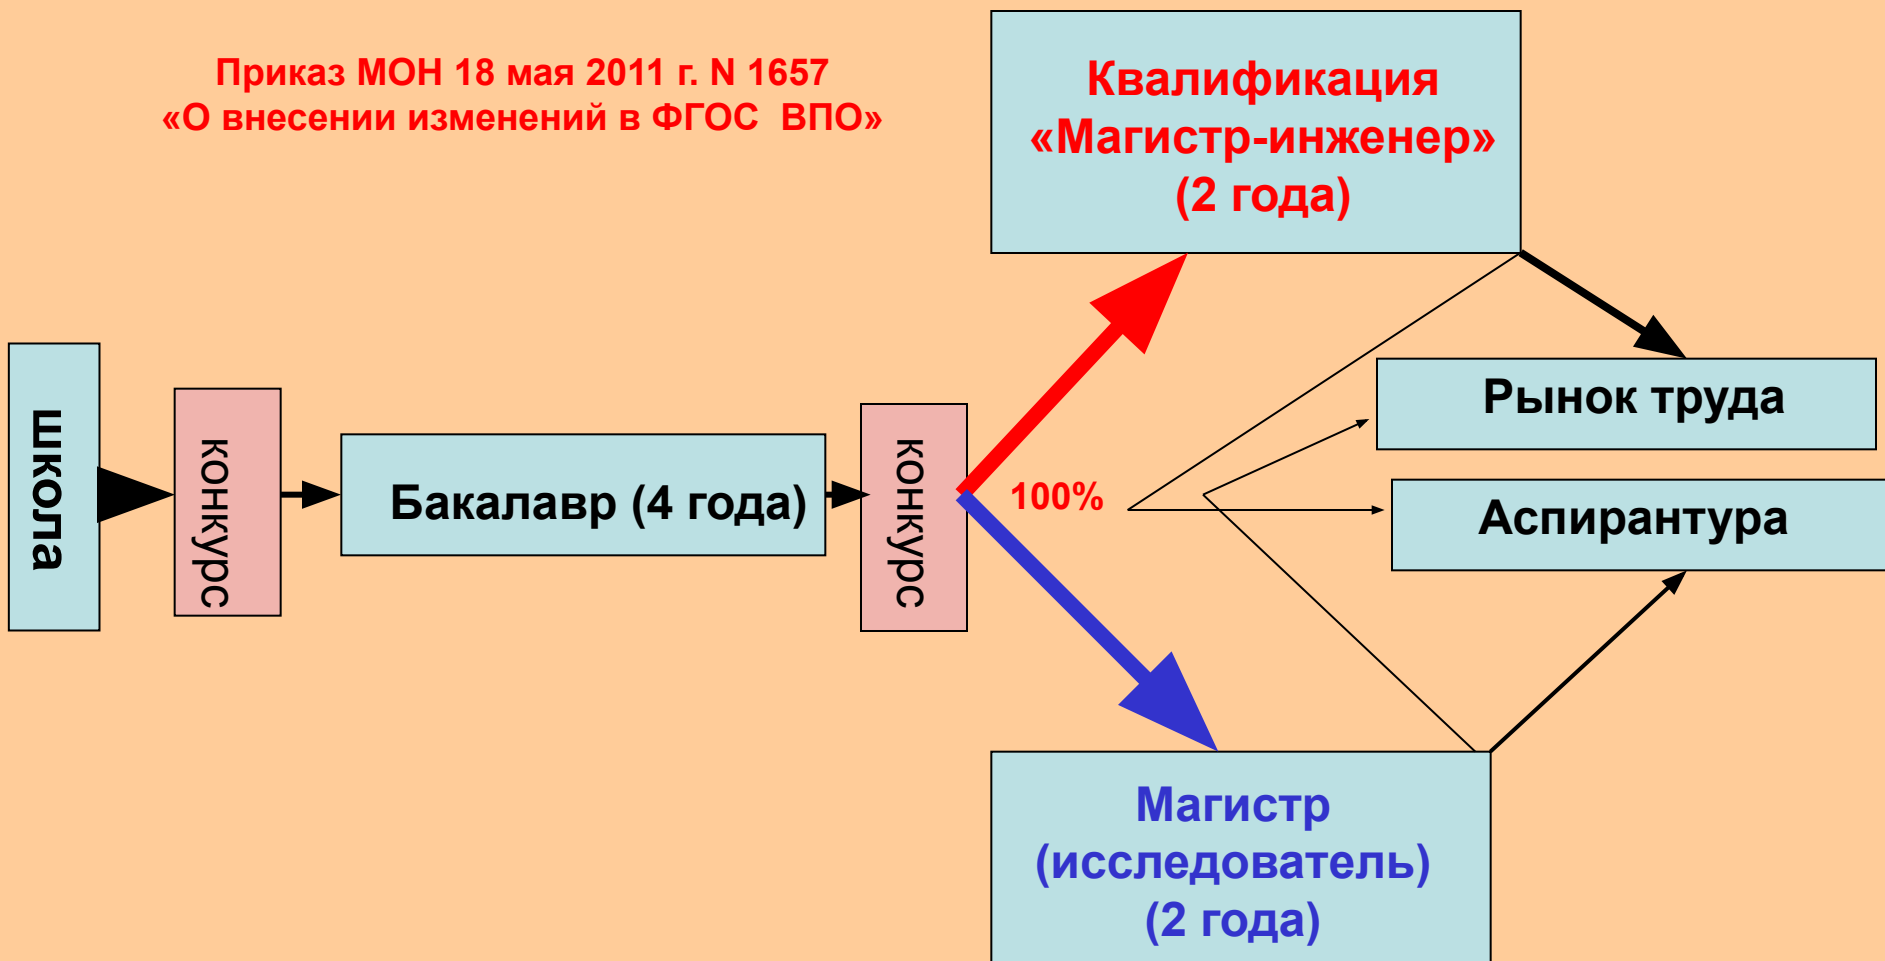 Приказ МОН 18 мая 2011 г. N 1657
«О внесении изменений в ФГОС ВПО»
Квалификация
«Магистр-инженер»
(2 года)
школа
конкурс
Бакалавр (4 года)
конкурс
100%
Рынок труда
Аспирантура
Магистр
(исследователь)
(2 года)